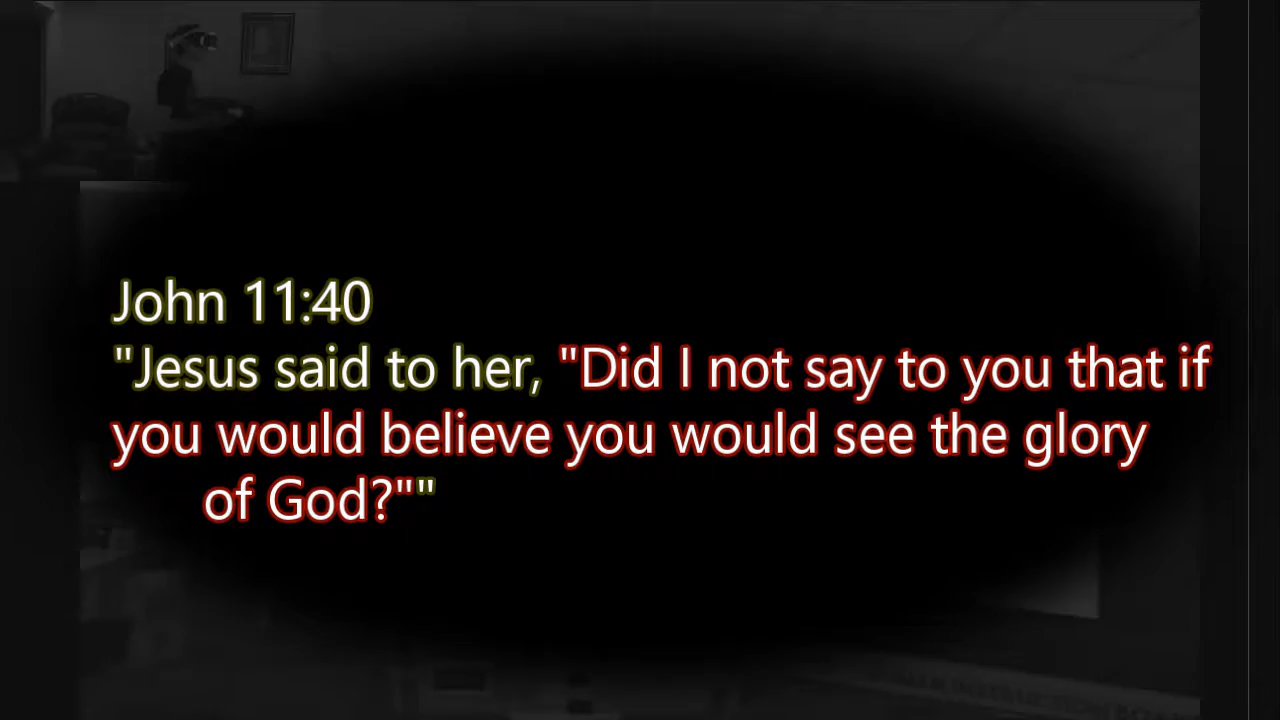 John 11:40
"Jesus said to her, "Did I not say to you that if
you would believe you would see the glory
of God?""